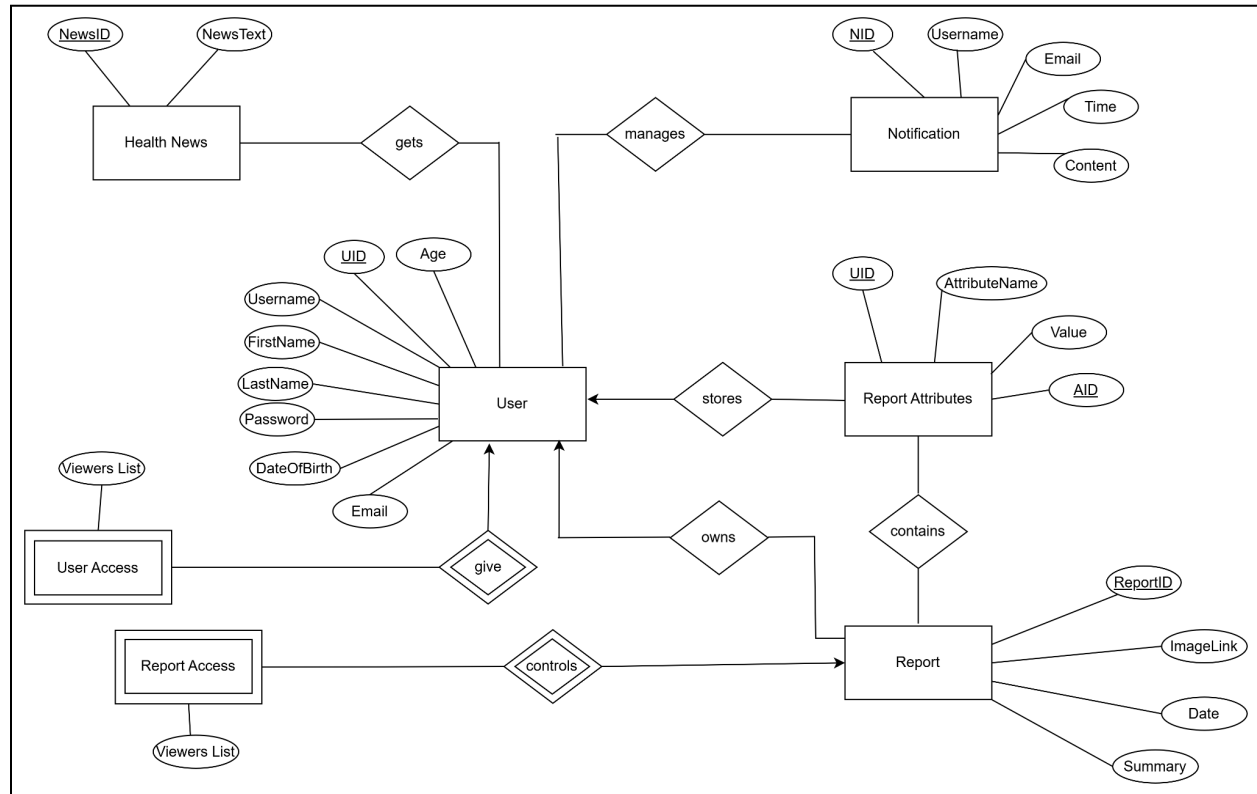 NewsID
NewsText
Health News
gets
NID
Username
Email
Time
Content
manages
Notification
UID
Age
Username
FirstName
LastName
Password
DateOfBirth
Email
User
stores
UID
AttributeName
Value
AID
Report Attributes
Viewers List
User Access
give
owns
contains
Report Access
Viewers List
controls
Report
ReportID
ImageLink
Date
Summary